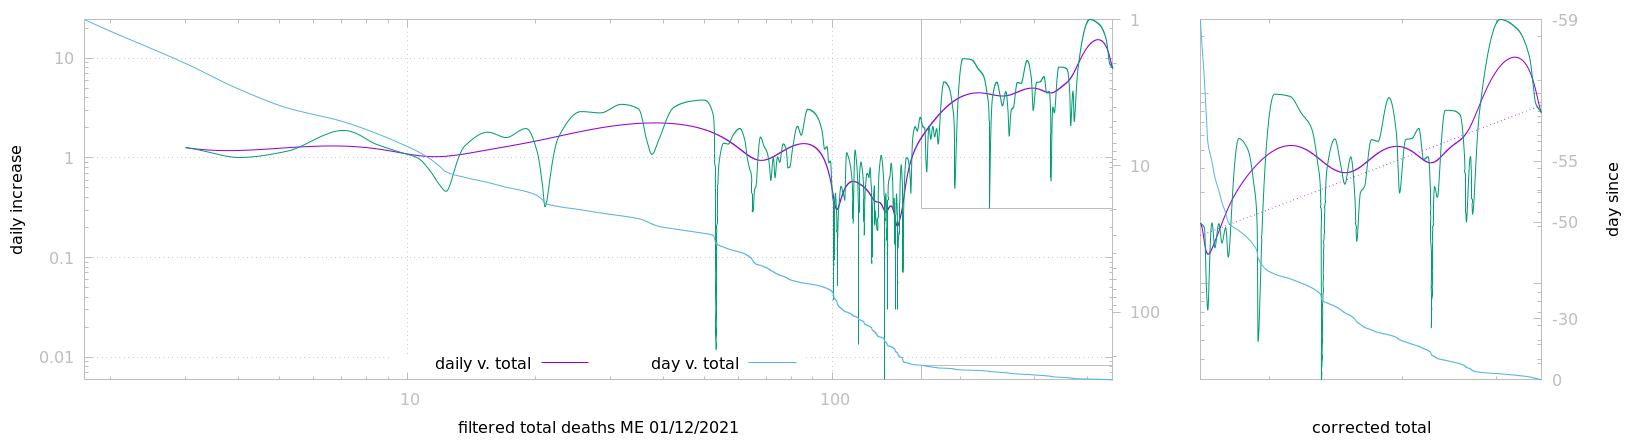 1
-59
10
1
10
-55
daily increase
-50
day since
0.1
100
-30
0.01
daily v. total
day v. total
0
10
100
filtered total deaths ME 01/12/2021
corrected total